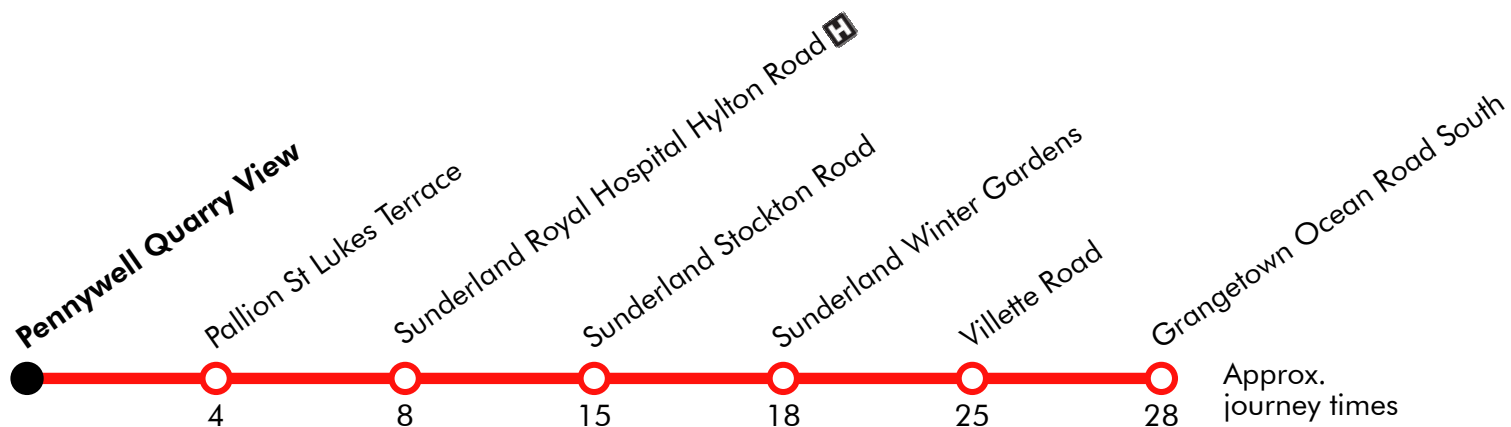 Pennywell Quarry View
Pallion St Lukes Terrace
Sunderland Royal Hospital Hylton Road H
Sunderland Stockton Road
Sunderland Winter Gardens
Villette Road
Grangetown Ocean Road South
4 8 15 18 25 28
Approx.
journey times